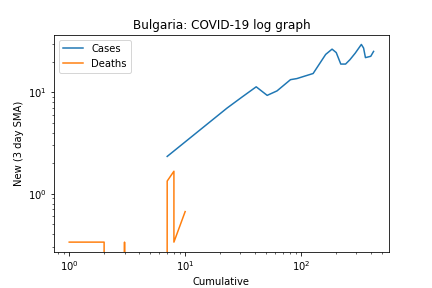 Bulgaria: COVID-19 log graph
Cases
Deaths
New (3 day SMA)
10¹
10⁰
10⁰ 10¹ 10²
Cumulative